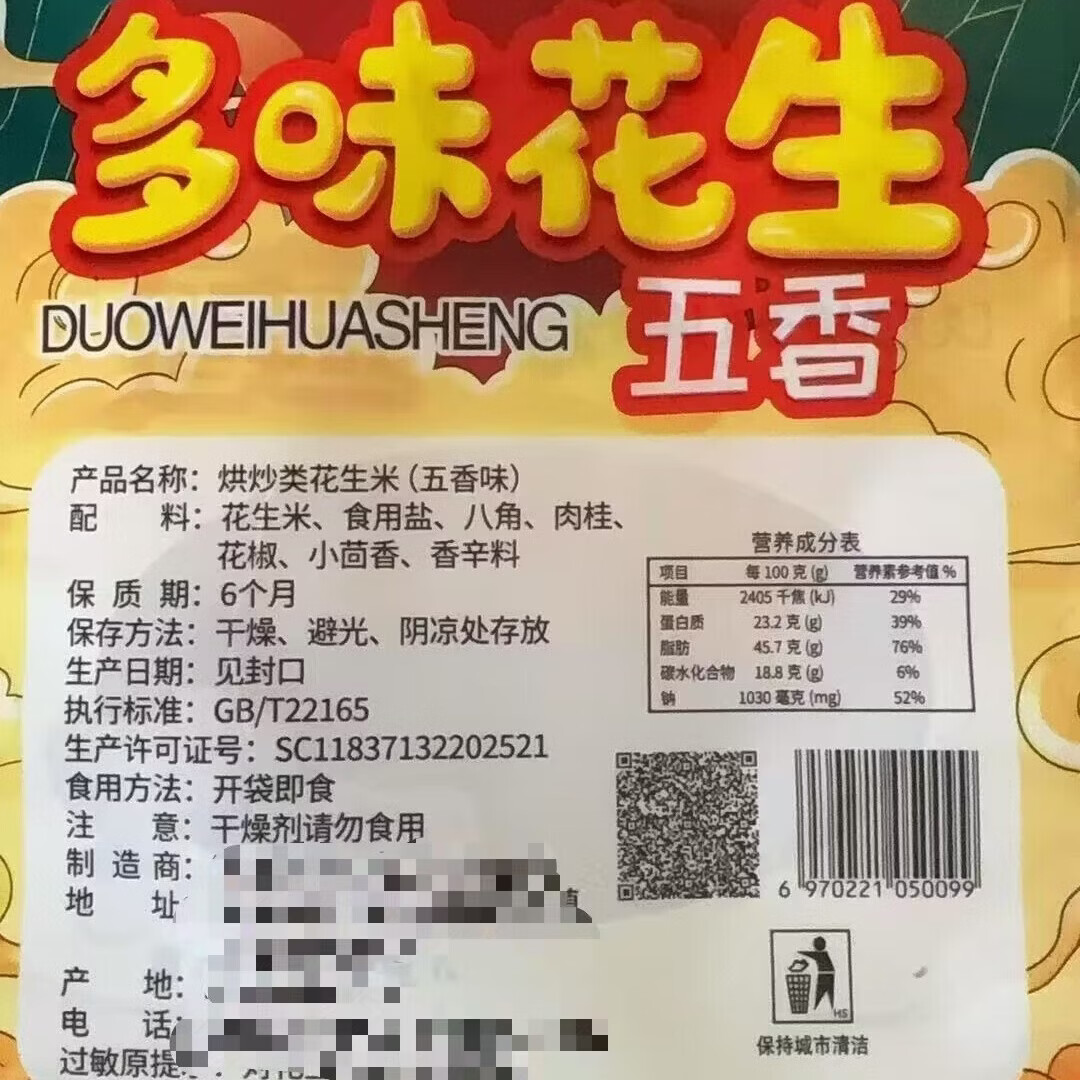 多味花生
DUOWEIHUASHENG
五香
产品名称：烘炒类花生米（五香味）
配 料：花生米、食用盐、八角、肉桂、
花椒、小茴香、香辛料
保 质 期：6个月
保存方法：干燥、避光、阴凉处存放
生产日期：见封口
执行标准：GB/T22165
生产许可证号：SC11837132202521
食用方法：开袋即食
注 意：干燥剂请勿食用
制 造 商：
地 址
产 地：
电 话：
过敏原提
营养成分表
项目 每100克(g) 营养素参考值%
能量 2405千焦(kJ) 29%
蛋白质 23.2克(g) 39%
脂肪 45.7克(g) 76%
碳水化合物 18.8克(g) 6%
钠 1030毫克(mg) 52%
6 970221 050099
HS
保持城市清洁